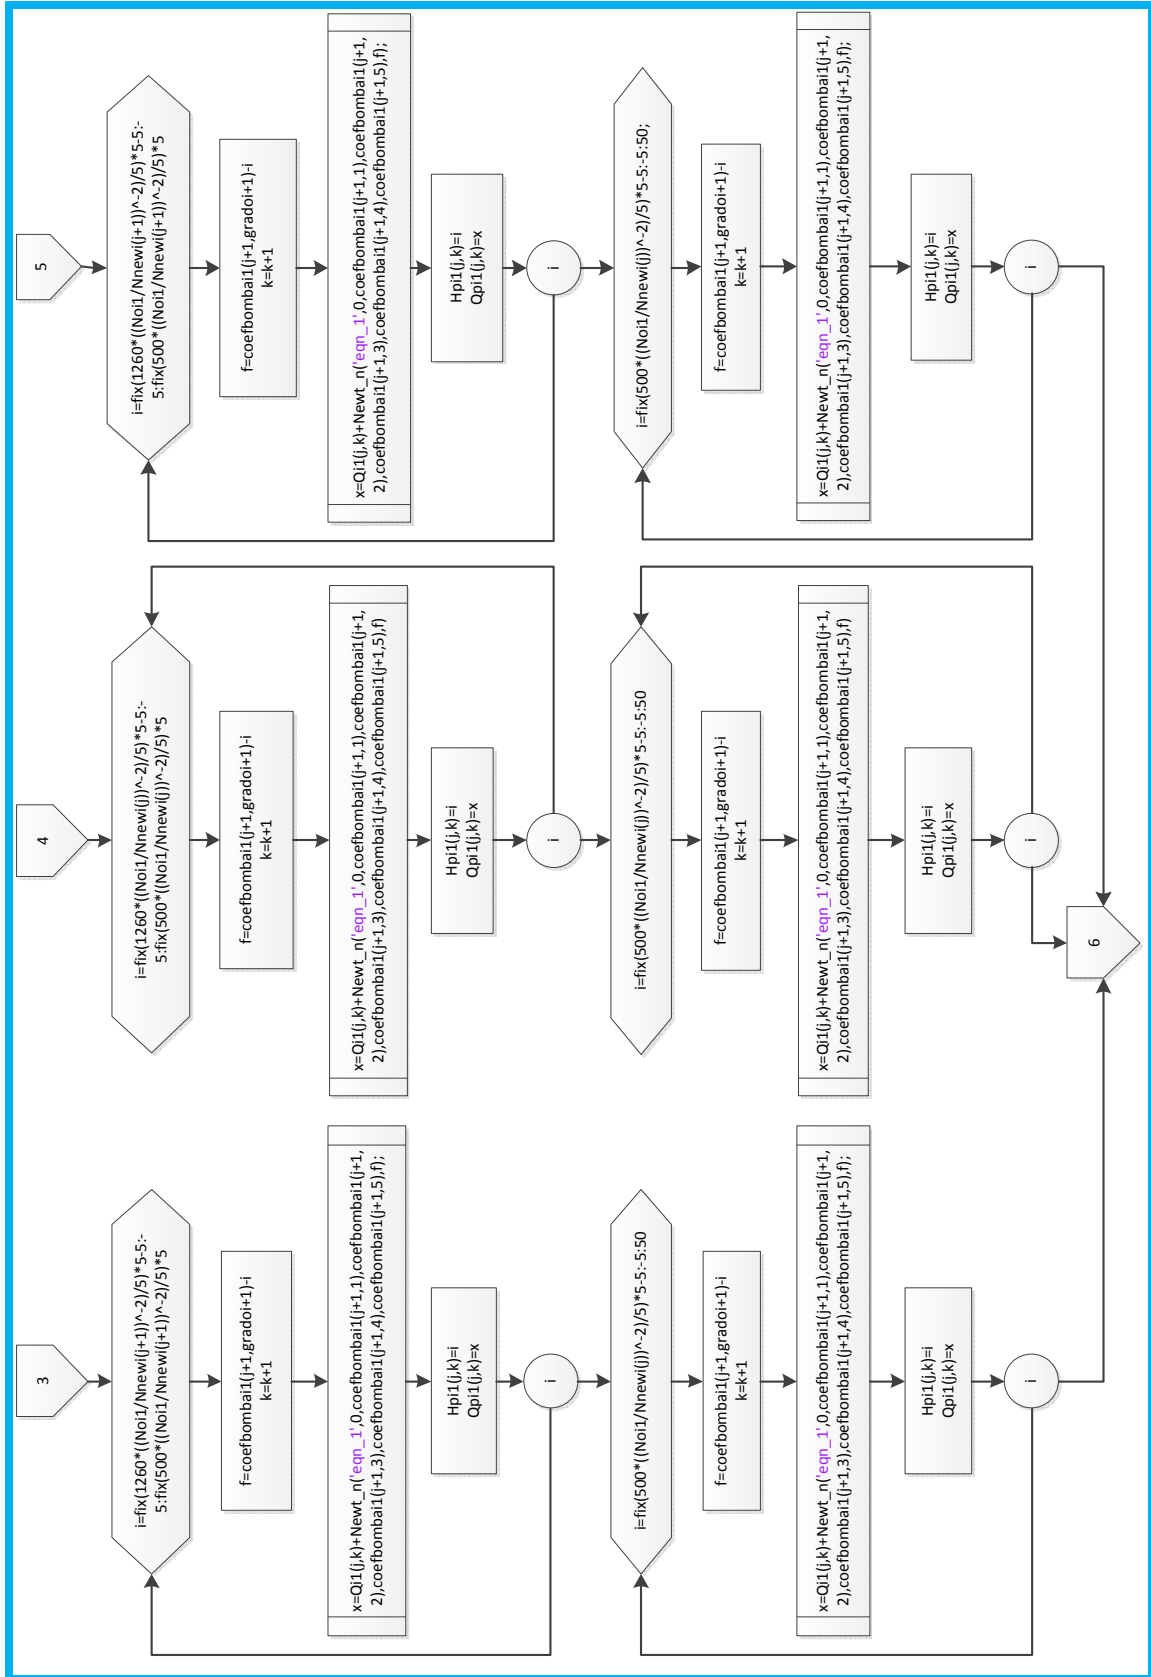 3
i=fix(1260*((Noi1/Nnewi(j+1))^-2)/5)*5-5:-
5:fix(500*((Noi1/Nnewi(j+1))^-2)/5)*5
f=coefbombai1(j+1,gradoi+1)-i
k=k+1
x=Qi1(j,k)+Newt_n('eqn_1',0,coefbombai1(j+1,1),coefbombai1(j+1,
2),coefbombai1(j+1,3),coefbombai1(j+1,4),coefbombai1(j+1,5),f);
Hpi1(j,k)=i
Qpi1(j,k)=x
i
i=fix(500*((Noi1/Nnewi(j))^-2)/5)*5-5:-5:50
f=coefbombai1(j+1,gradoi+1)-i
k=k+1
x=Qi1(j,k)+Newt_n('eqn_1',0,coefbombai1(j+1,1),coefbombai1(j+1,
2),coefbombai1(j+1,3),coefbombai1(j+1,4),coefbombai1(j+1,5),f);
Hpi1(j,k)=i
Qpi1(j,k)=x
i
4
i=fix(1260*((Noi1/Nnewi(j))^-2)/5)*5-5:-
5:fix(500*((Noi1/Nnewi(j))^-2)/5)*5
f=coefbombai1(j+1,gradoi+1)-i
k=k+1
x=Qi1(j,k)+Newt_n('eqn_1',0,coefbombai1(j+1,1),coefbombai1(j+1,
2),coefbombai1(j+1,3),coefbombai1(j+1,4),coefbombai1(j+1,5),f)
Hpi1(j,k)=i
Qpi1(j,k)=x
i
i=fix(500*((Noi1/Nnewi(j))^-2)/5)*5-5:-5:50
f=coefbombai1(j+1,gradoi+1)-i
k=k+1
x=Qi1(j,k)+Newt_n('eqn_1',0,coefbombai1(j+1,1),coefbombai1(j+1,
2),coefbombai1(j+1,3),coefbombai1(j+1,4),coefbombai1(j+1,5),f)
Hpi1(j,k)=i
Qpi1(j,k)=x
i
5
i=fix(1260*((Noi1/Nnewi(j+1))^-2)/5)*5-5:-
5:fix(500*((Noi1/Nnewi(j+1))^-2)/5)*5
f=coefbombai1(j+1,gradoi+1)-i
k=k+1
x=Qi1(j,k)+Newt_n('eqn_1',0,coefbombai1(j+1,1),coefbombai1(j+1,
2),coefbombai1(j+1,3),coefbombai1(j+1,4),coefbombai1(j+1,5),f);
Hpi1(j,k)=i
Qpi1(j,k)=x
i
i=fix(500*((Noi1/Nnewi(j))^-2)/5)*5-5:-5:50;
f=coefbombai1(j+1,gradoi+1)-i
k=k+1
x=Qi1(j,k)+Newt_n('eqn_1',0,coefbombai1(j+1,1),coefbombai1(j+1,
2),coefbombai1(j+1,3),coefbombai1(j+1,4),coefbombai1(j+1,5),f);
Hpi1(j,k)=i
Qpi1(j,k)=x
i
6